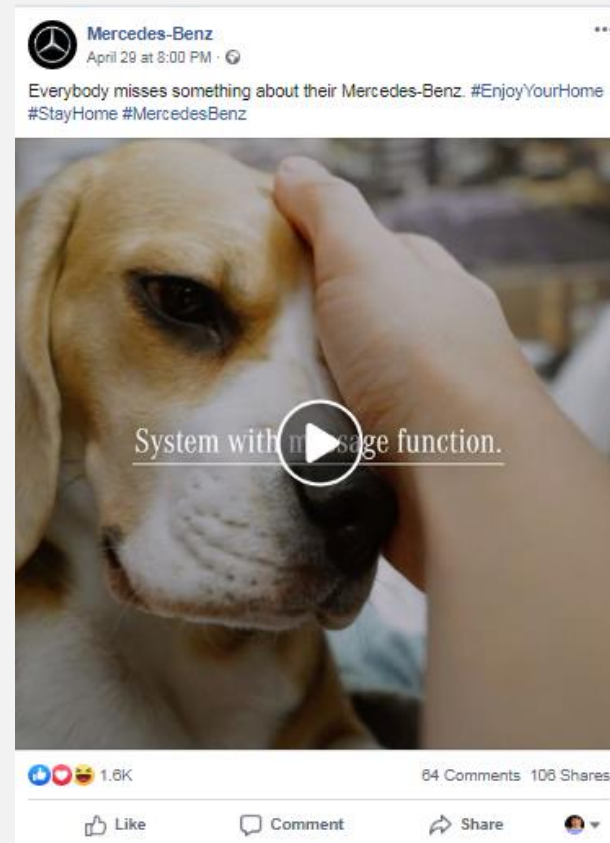 Mercedes-Benz
April 29 at 8:00 PM ·
Everybody misses something about their Mercedes-Benz. #EnjoyYourHome
#StayHome #MercedesBenz
System with massage function.
1.6K 64 Comments 106 Shares
Like Comment Share